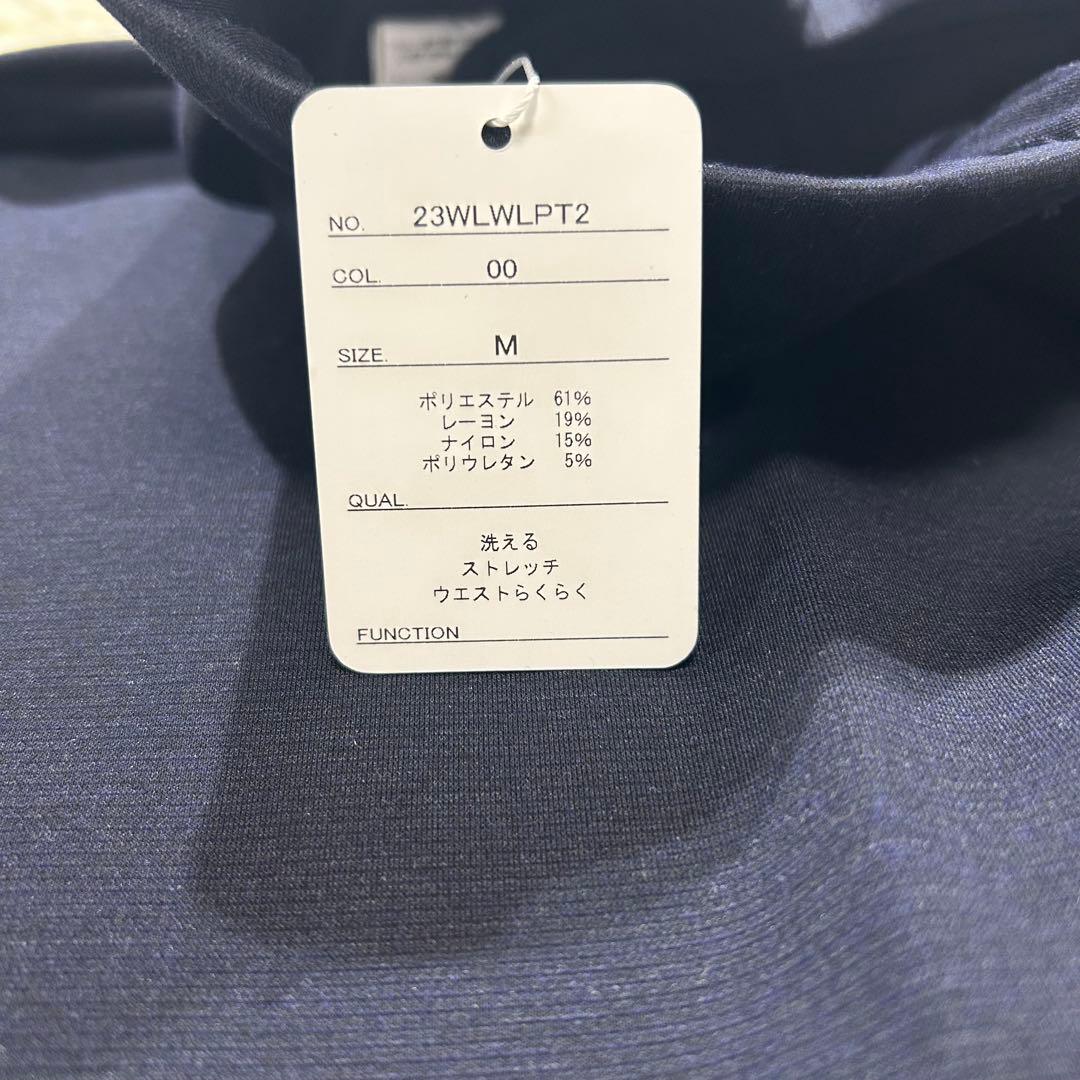 NO. 23WLWLPT2
COL. 00
SIZE. M
ポリエステル 61%
レーヨン 19%
ナイロン 15%
ポリウレタン 5%
QUAL.
洗える
ストレッチ
ウエストらくらく
FUNCTION